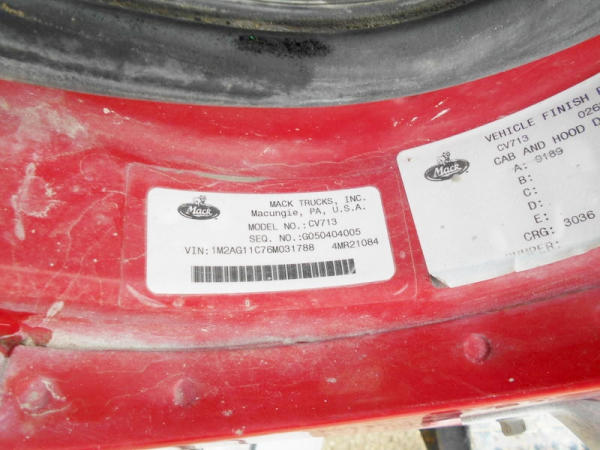 Mack
MACK TRUCKS, INC.
Macungie, PA, U.S.A.
MODEL NO.:CV713
SEQ. NO.:G050404005
VIN:1M2AG11C76M031788 4MR21084
Mack
VEHICLE FINISH
CV713 026
CAB AND HOOD
A: 9189
B:
C:
D:
E:
CRG: 3036